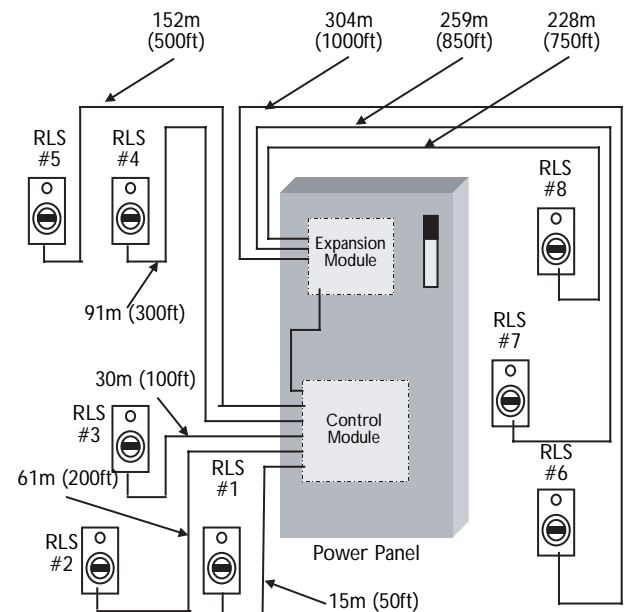 152m
(500ft)
304m
(1000ft)
259m
(850ft)
228m
(750ft)
RLS
#5
RLS
#4
RLS
#8
Expansion
Module
91m (300ft)
RLS
#7
30m (100ft)
RLS
#3
Control
Module
61m (200ft)
RLS
#1
RLS
#6
RLS
#2
Power Panel
15m (50ft)